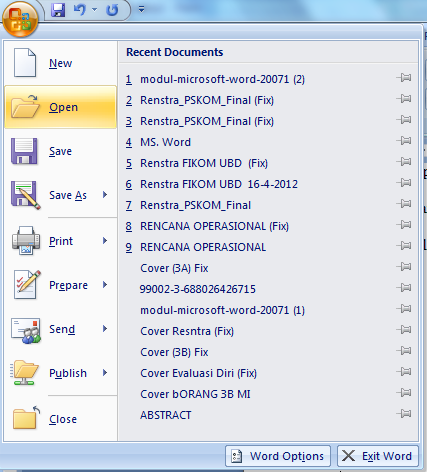 New
Open
Save
Save As
Print
Prepare
Send
Publish
Close
Recent Documents
1 modul-microsoft-word-20071 (2)
2 Renstra_PSKOM_Final (Fix)
3 Renstra_PSKOM_Final (Fix)
4 MS. Word
5 Renstra FIKOM UBD  (Fix)
6 Renstra FIKOM UBD  16-4-2012
7 Renstra_PSKOM_Final
8 RENCANA OPERASIONAL (Fix)
9 RENCANA OPERASIONAL
Cover (3A) Fix
99002-3-688026426715
modul-microsoft-word-20071 (1)
Cover Resntra (Fix)
Cover (3B) Fix
Cover Evaluasi Diri (Fix)
Cover bORANG 3B MI
ABSTRACT
Word Options
Exit Word